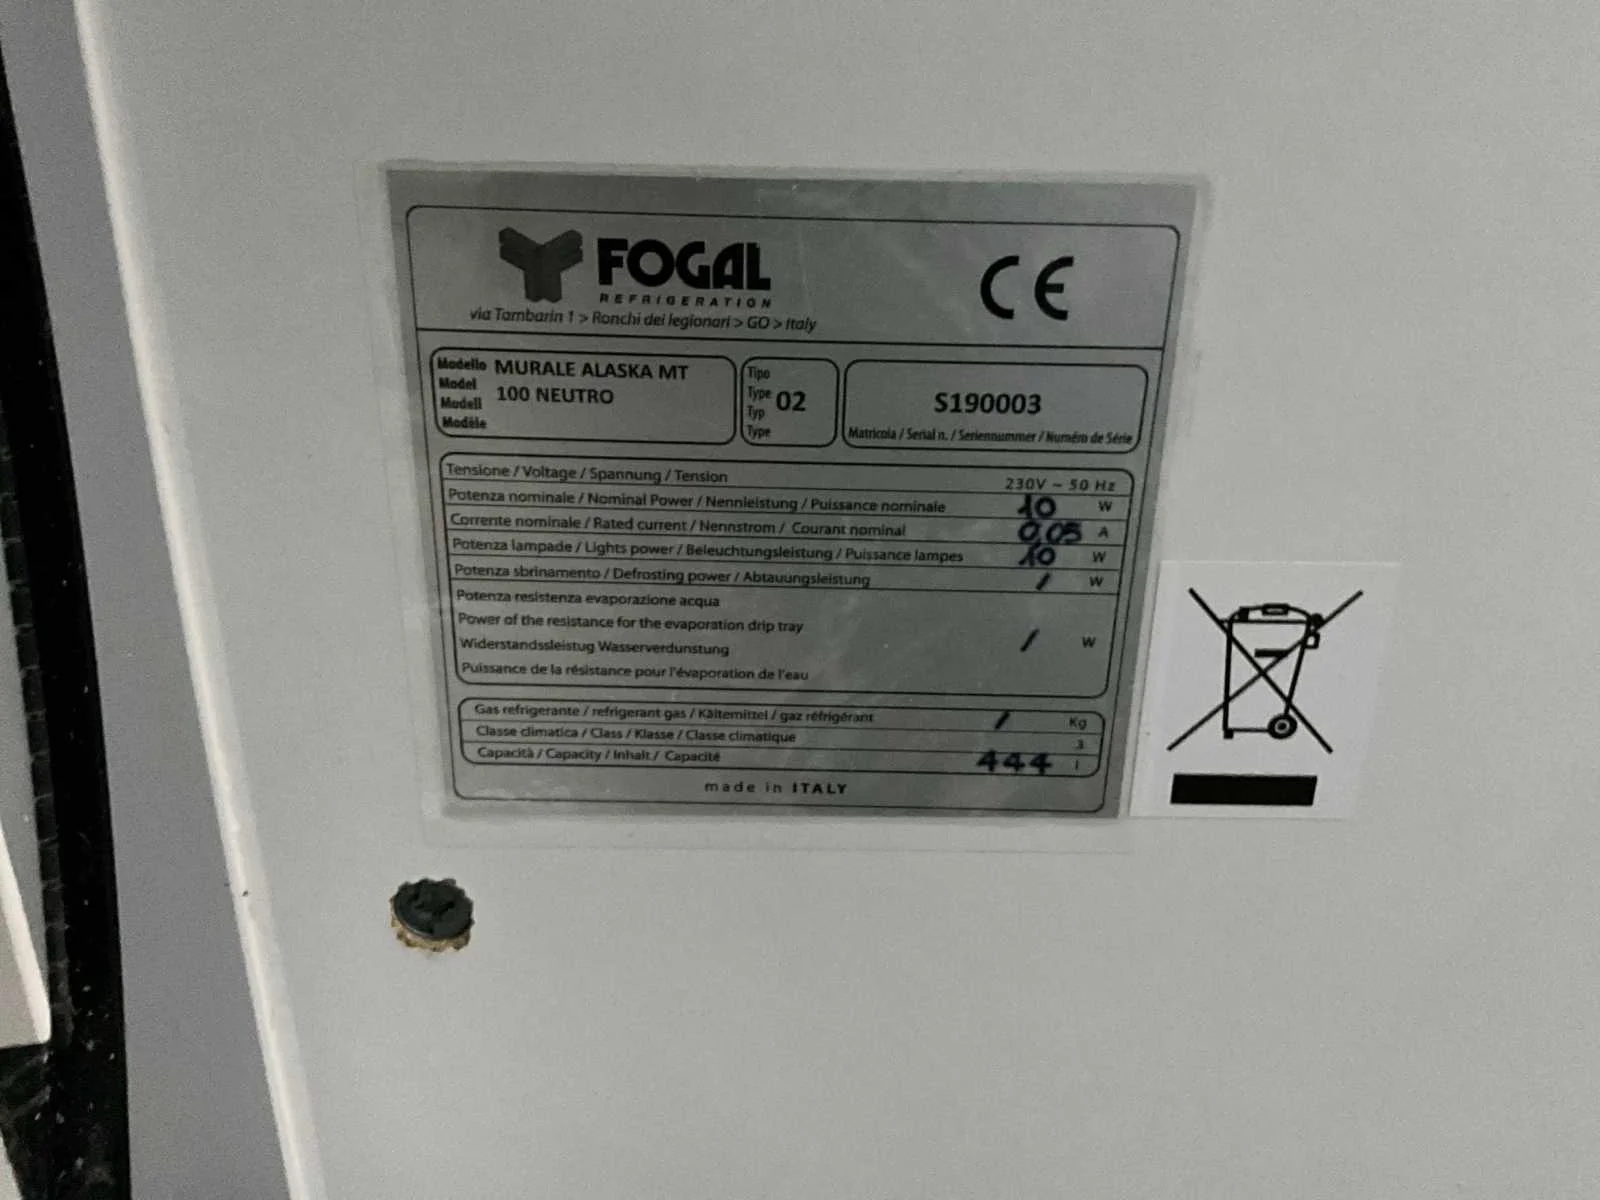 FOGAL
REFRIGERATION
via Tambarin 1 > Ronchi dei legionari > GO > Italy
CE
Modello MURALE ALASKA MT
Model 100 NEUTRO
Modell
Modèle
Tipo
Type 02
Typ
Type
S190003
Matricola / Serial n. / Seriennummer / Numéro de Série
Tensione / Voltage / Spannung / Tension 230V ~ 50 Hz
Potenza nominale / Nominal Power / Nennleistung / Puissance nominale 10 W
Corrente nominale / Rated current / Nennstrom / Courant nominal 0,05 A
Potenza lampade / Lights power / Beleuchtungsleistung / Puissance lampes 10 W
Potenza sbrinamento / Defrosting power / Abtauungsleistung / W
Potenza resistenza evaporazione acqua
Power of the resistance for the evaporation drip tray
Widerstandssleistug Wasserverdunstung / W
Puissance de la résistance pour l'évaporation de l'eau
Gas refrigerante / refrigerant gas / Kältemittel / gaz réfrigérant / Kg
Classe climatica / Class / Klasse / Classe climatique 3
Capacità / Capacity / Inhalt / Capacité 444 l
made in ITALY